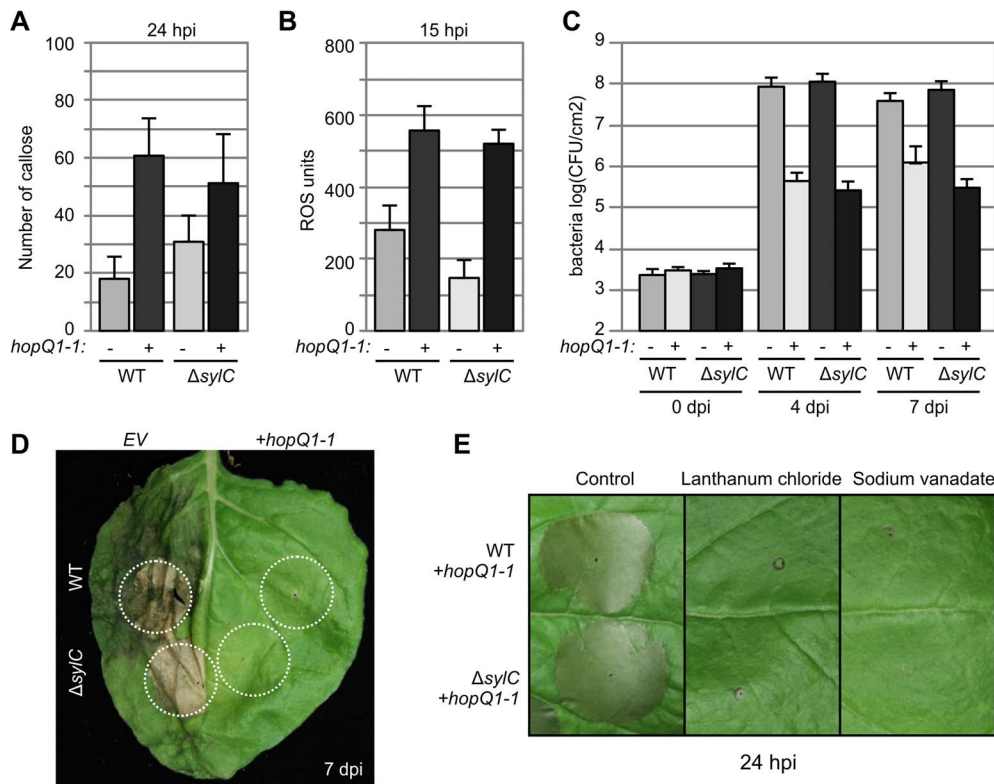 A
24 hpi
Number of callose
100
80
60
40
20
0
hopQ1-1: - + - +
WT ΔsylC
B
15 hpi
ROS units
800
600
400
200
0
hopQ1-1: - + - +
WT ΔsylC
C
bacteria log(CFU/cm2)
9
8
7
6
5
4
3
2
hopQ1-1: - + - + - + - + - + - +
WT ΔsylC WT ΔsylC WT ΔsylC
0 dpi 4 dpi 7 dpi
D
EV +hopQ1-1
WT
ΔsylC
7 dpi
E
Control Lanthanum chloride Sodium vanadate
WT
+hopQ1-1
ΔsylC
+hopQ1-1
24 hpi